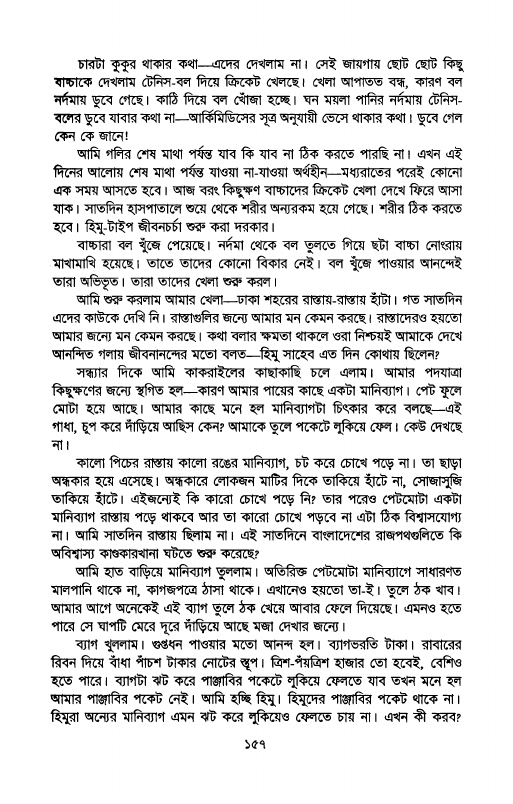 চারটা কুকুর থাকার কথা—এদের দেখলাম না। সেই জায়গায় ছোট ছোট কিছু
বাচ্চাকে দেখলাম টেনিস-বল দিয়ে ক্রিকেট খেলছে। খেলা আপাতত বন্ধ, কারণ বল
নর্দমায় ডুবে গেছে। কাঠি দিয়ে বল খোঁজা হচ্ছে। ঘন ময়লা পানির নর্দমায় টেনিস-
বলের ডুবে যাবার কথা না—আর্কিমিডিসের সূত্র অনুযায়ী ভেসে থাকার কথা। ডুবে গেল
কেন কে জানে!
আমি গলির শেষ মাথা পর্যন্ত যাব কি যাব না ঠিক করতে পারছি না। এখন এই
দিনের আলোয় শেষ মাথা পর্যন্ত যাওয়া না-যাওয়া অর্থহীন—মধ্যরাতের পরেই কোনো
এক সময় আসতে হবে। আজ বরং কিছুক্ষণ বাচ্চাদের ক্রিকেট খেলা দেখে ফিরে আসা
যাক। সাতদিন হাসপাতালে শুয়ে থেকে শরীর অন্যরকম হয়ে গেছে। শরীর ঠিক করতে
হবে। হিমু-টাইপ জীবনচর্চা শুরু করা দরকার।
বাচ্চারা বল খুঁজে পেয়েছে। নর্দমা থেকে বল তুলতে গিয়ে ছটা বাচ্চা নোংরায়
মাখামাখি হয়েছে। তাতে তাদের কোনো বিকার নেই। বল খুঁজে পাওয়ার আনন্দেই
তারা অভিভূত। তারা তাদের খেলা শুরু করল।
আমি শুরু করলাম আমার খেলা—ঢাকা শহরের রাস্তায়-রাস্তায় হাঁটা। গত সাতদিন
এদের কাউকে দেখি নি। রাস্তাগুলির জন্যে আমার মন কেমন করছে। রাস্তাদেরও হয়তো
আমার জন্যে মন কেমন করছে। কথা বলার ক্ষমতা থাকলে ওরা নিশ্চয়ই আমাকে দেখে
আনন্দিত গলায় জীবনানন্দের মতো বলত—হিমু সাহেব এত দিন কোথায় ছিলেন?
সন্ধ্যার দিকে আমি কাকরাইলের কাছাকাছি চলে এলাম। আমার পদযাত্রা
কিছুক্ষণের জন্যে স্থগিত হল—কারণ আমার পায়ের কাছে একটা মানিব্যাগ। পেট ফুলে
মোটা হয়ে আছে। আমার কাছে মনে হল মানিব্যাগটা চিৎকার করে বলছে—এই
গাধা, চুপ করে দাঁড়িয়ে আছিস কেন? আমাকে তুলে পকেটে লুকিয়ে ফেল। কেউ দেখছে
না।
কালো পিচের রাস্তায় কালো রঙের মানিব্যাগ, চট করে চোখে পড়ে না। তা ছাড়া
অন্ধকার হয়ে এসেছে। অন্ধকারে লোকজন মাটির দিকে তাকিয়ে হাঁটে না, সোজাসুজি
তাকিয়ে হাঁটে। এইজন্যেই কি কারো চোখে পড়ে নি? তার পরেও পেটমোটা একটা
মানিব্যাগ রাস্তায় পড়ে থাকবে আর তা কারো চোখে পড়বে না এটা ঠিক বিশ্বাসযোগ্য
না। আমি সাতদিন রাস্তায় ছিলাম না। এই সাতদিনে বাংলাদেশের রাজপথগুলিতে কি
অবিশ্বাস্য কাণ্ডকারখানা ঘটতে শুরু করেছে?
আমি হাত বাড়িয়ে মানিব্যাগ তুললাম। অতিরিক্ত পেটমোটা মানিব্যাগে সাধারণত
মালপানি থাকে না, কাগজপত্রে ঠাসা থাকে। এখানেও হয়তো তা-ই। তুলে ঠক খাব।
আমার আগে অনেকেই এই ব্যাগ তুলে ঠক খেয়ে আবার ফেলে দিয়েছে। এমনও হতে
পারে সে ঘাপটি মেরে দূরে দাঁড়িয়ে আছে মজা দেখার জন্যে।
ব্যাগ খুললাম। গুপ্তধন পাওয়ার মতো আনন্দ হল। ব্যাগভরতি টাকা। রাবারের
রিবন দিয়ে বাঁধা পাঁচশ টাকার নোটের স্তূপ। ত্রিশ-পঁয়ত্রিশ হাজার তো হবেই, বেশিও
হতে পারে। ব্যাগটা ঝট করে পাঞ্জাবির পকেটে লুকিয়ে ফেলতে যাব তখন মনে হল
আমার পাঞ্জাবির পকেট নেই। আমি হচ্ছি হিমু। হিমুদের পাঞ্জাবির পকেট থাকে না।
হিমুরা অন্যের মানিব্যাগ এমন ঝট করে লুকিয়েও ফেলতে চায় না। এখন কী করব?
১৫৭